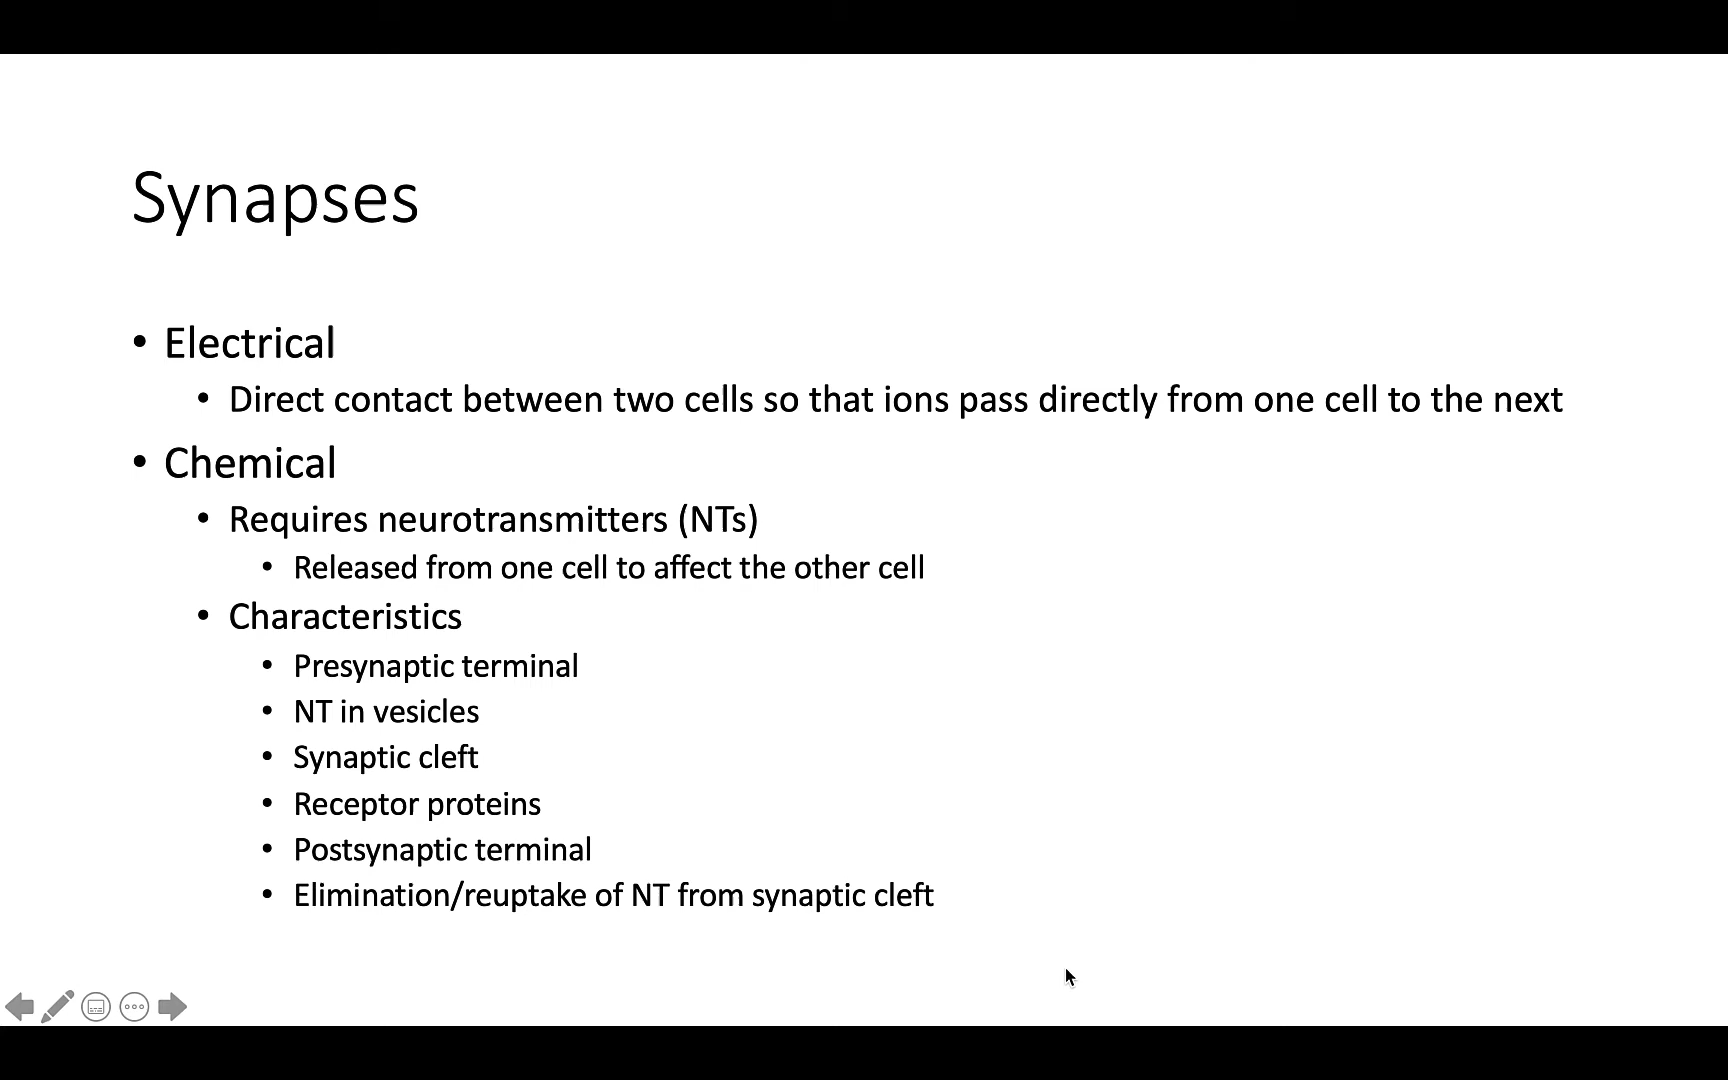 Synapses
• Electrical
• Direct contact between two cells so that ions pass directly from one cell to the next
• Chemical
• Requires neurotransmitters (NTs)
• Released from one cell to affect the other cell
• Characteristics
• Presynaptic terminal
• NT in vesicles
• Synaptic cleft
• Receptor proteins
• Postsynaptic terminal
• Elimination/reuptake of NT from synaptic cleft